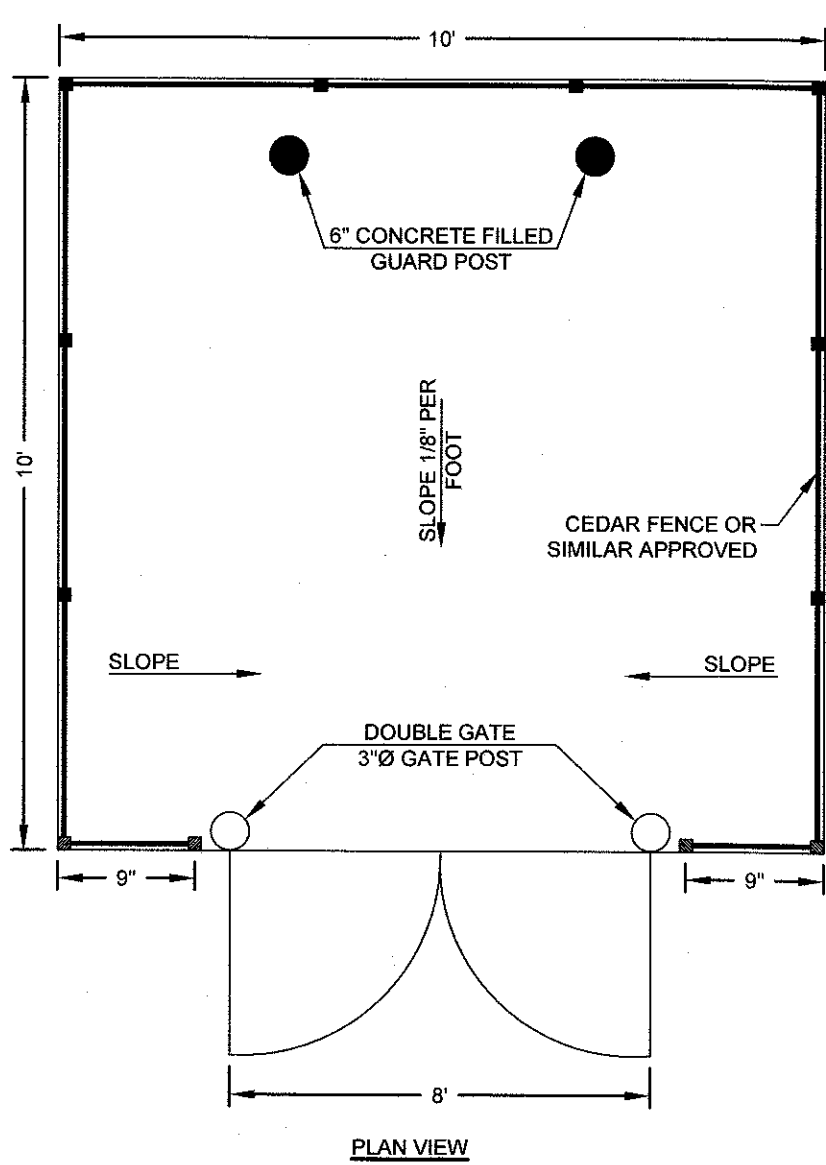 10'
6" CONCRETE FILLED
GUARD POST
10'
SLOPE 1/8" PER
FOOT
CEDAR FENCE OR
SIMILAR APPROVED
SLOPE
SLOPE
DOUBLE GATE
3"Ø GATE POST
9"
9"
8'
PLAN VIEW